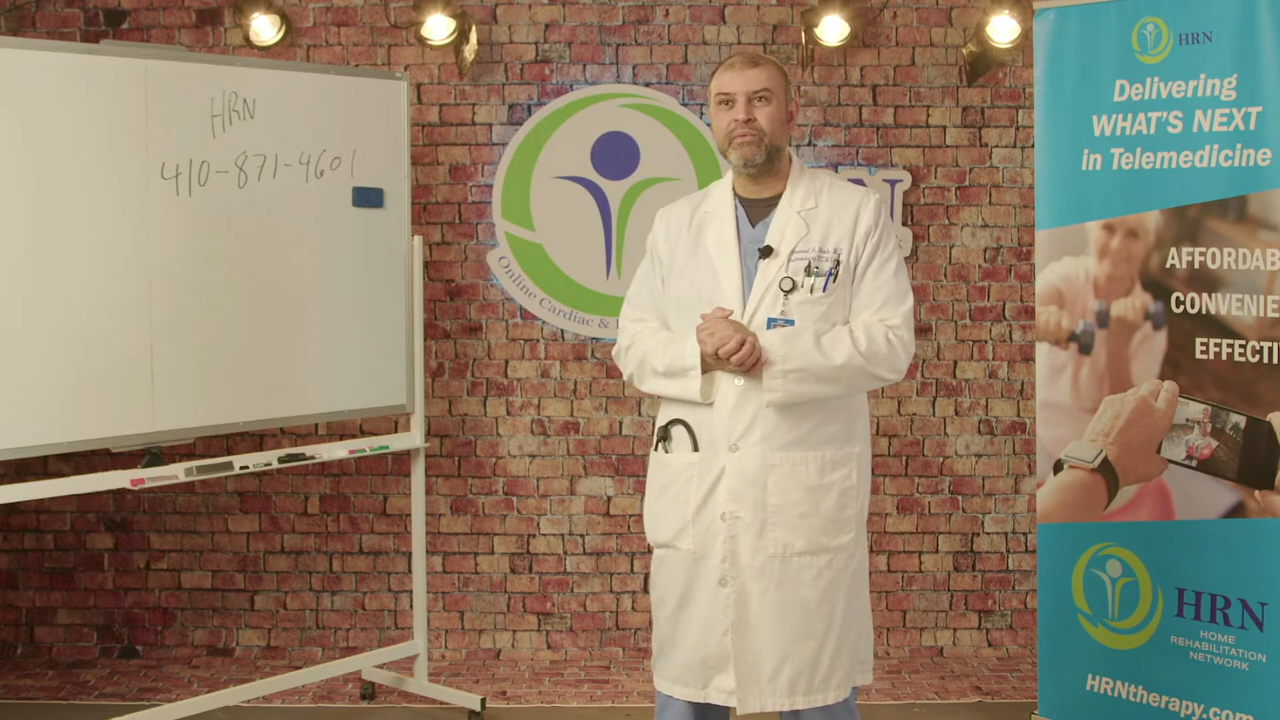 HRN
410-871-4601
Online Cardiac &
HRN
Delivering
WHAT'S NEXT
in Telemedicine
AFFORDAB
CONVENIE
EFFECTI
HRN
HOME
REHABILITATION
NETWORK
HRNtherapy.com